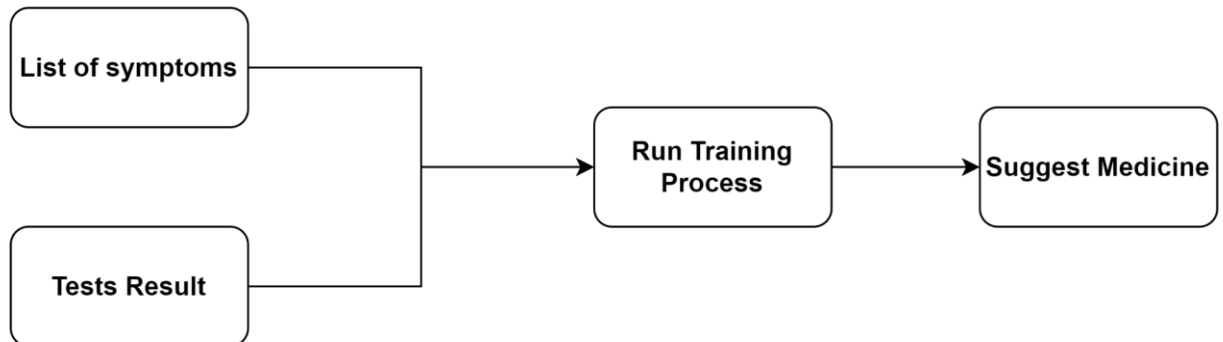 List of symptoms
Tests Result
Run Training
Process
Suggest Medicine